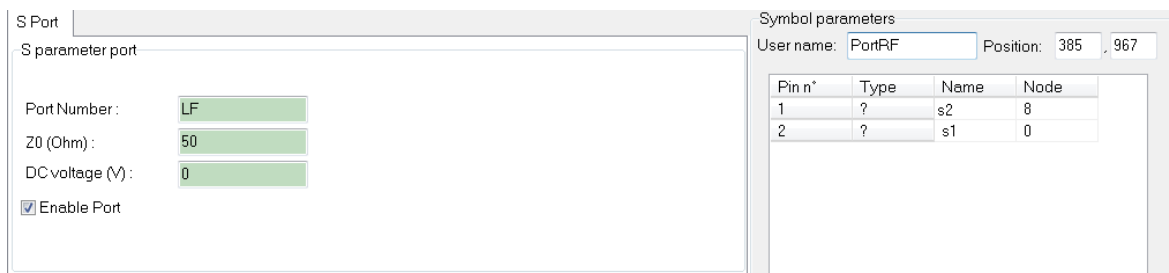 S Port
S parameter port
Port Number :
LF
Z0 (Ohm) :
50
DC voltage (V) :
0
Enable Port
Symbol parameters
User name: PortRF Position: 385 , 967
Pin n° Type Name Node
1 ? s2 8
2 ? s1 0